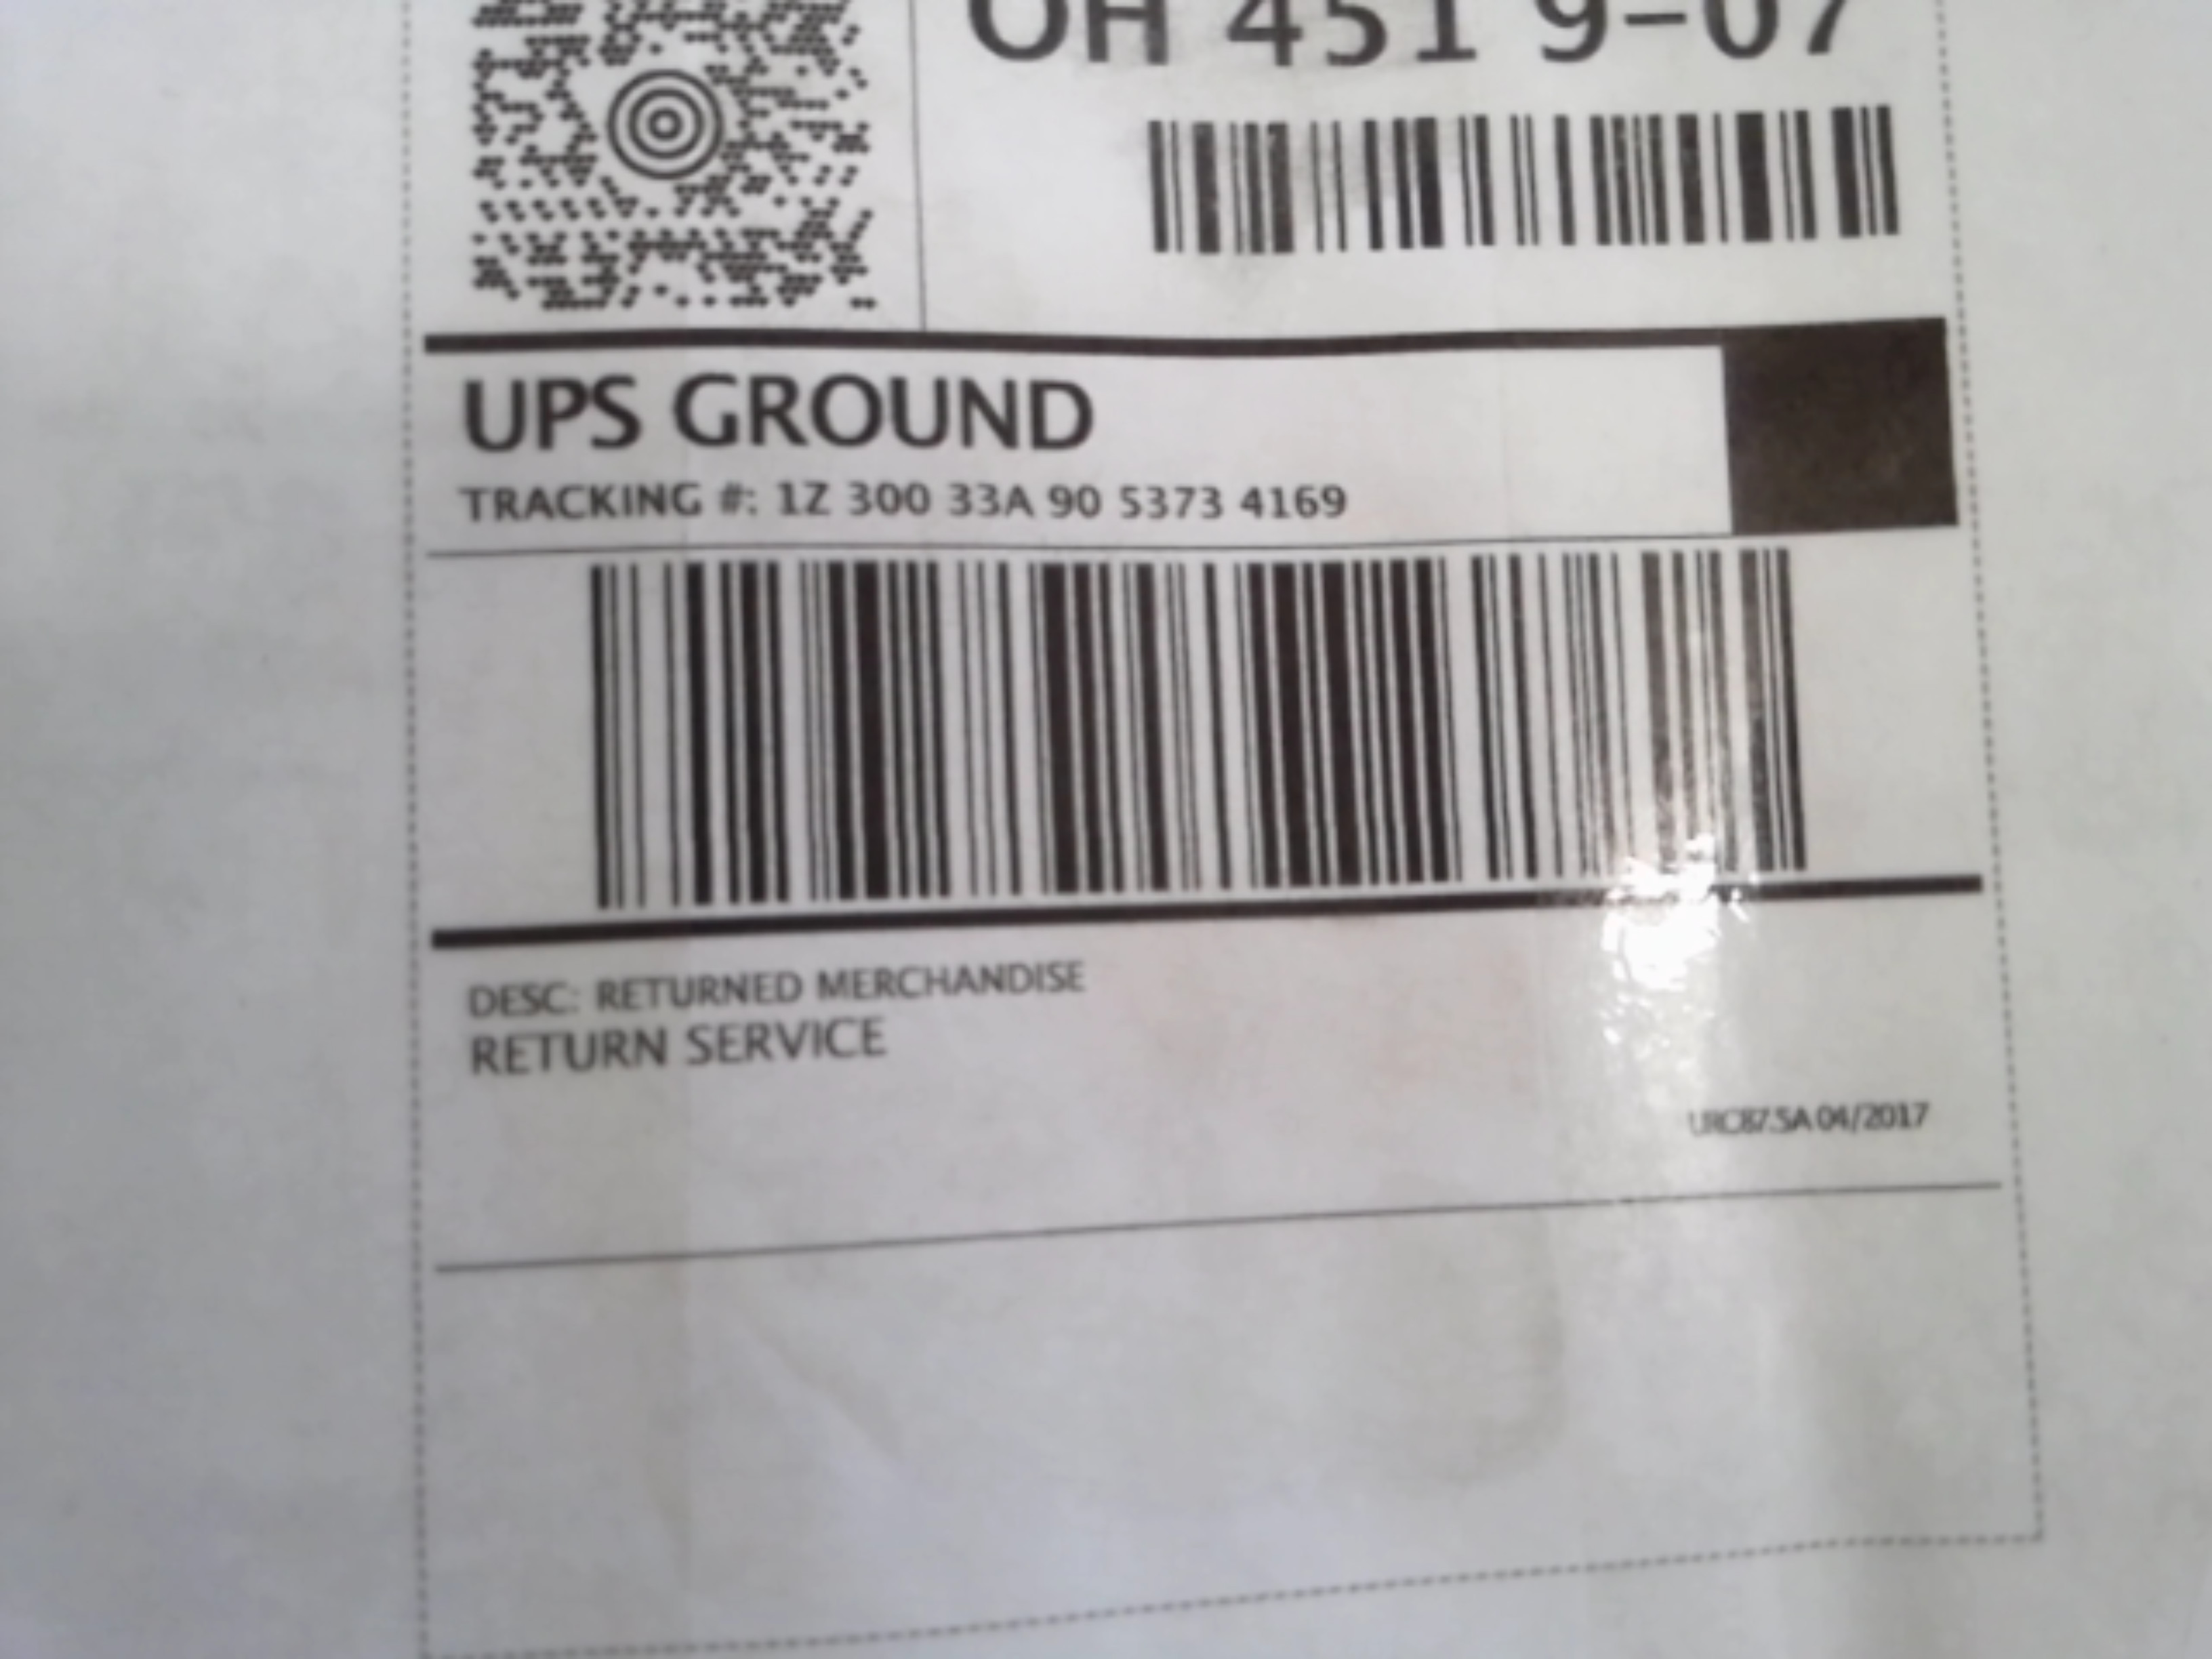 OH 451 9-07
UPS GROUND
TRACKING #: 1Z 300 33A 90 5373 4169
DESC: RETURNED MERCHANDISE
RETURN SERVICE
URC87.5A 04/2017